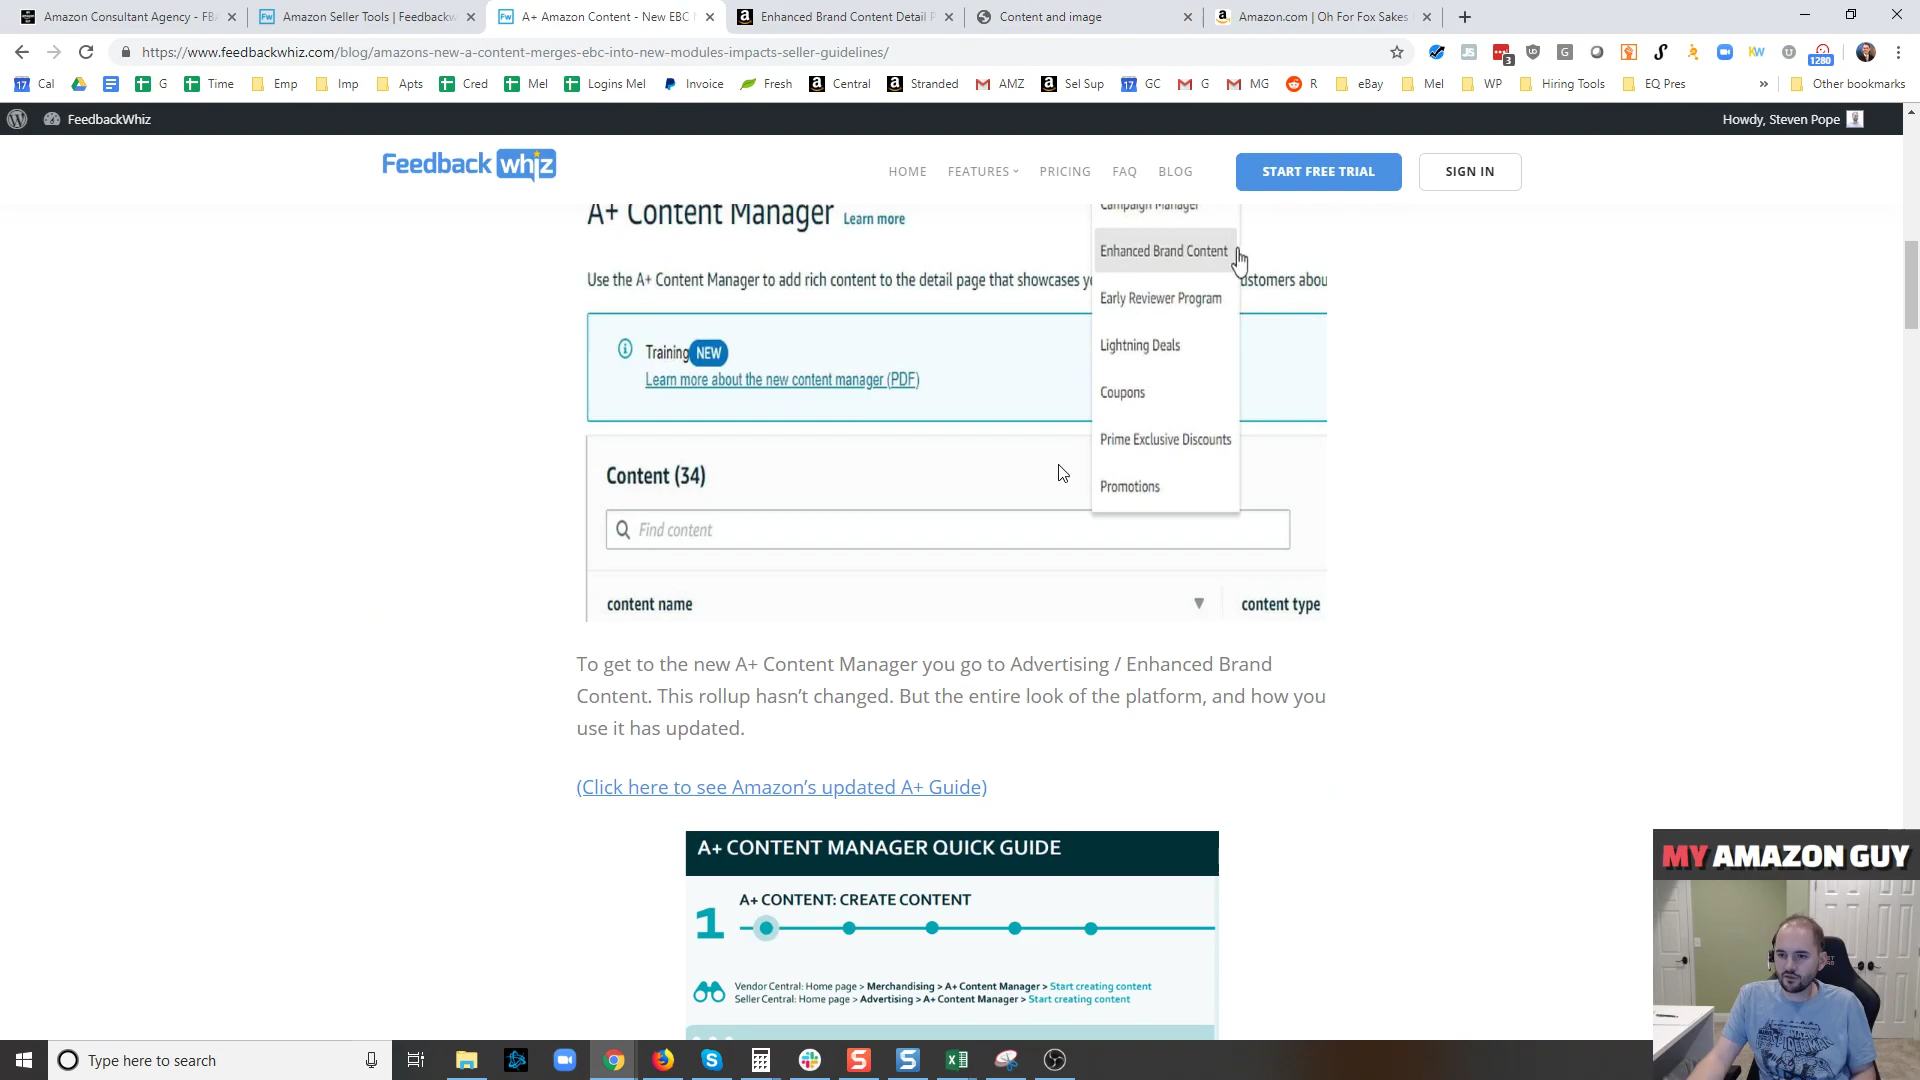 Amazon Consultant Agency - FBA
Amazon Seller Tools | Feedbackw
A+ Amazon Content - New EBC
Enhanced Brand Content Detail P
Content and image
Amazon.com | Oh For Fox Sakes
https://www.feedbackwhiz.com/blog/amazons-new-a-content-merges-ebc-into-new-modules-impacts-seller-guidelines/
3
KW
1280
17 Cal
G
Time
Emp
Imp
Apts
Cred
Mel
Logins Mel
Invoice
Fresh
Central
Stranded
AMZ
Sel Sup
17 GC
G
MG
R
eBay
Mel
WP
Hiring Tools
EQ Pres
»
Other bookmarks
FeedbackWhiz
Howdy, Steven Pope
Feedback whiz
HOME
FEATURES
PRICING
FAQ
BLOG
START FREE TRIAL
SIGN IN
A+ Content Manager Learn more
Campaign Manager
Enhanced Brand Content
Use the A+ Content Manager to add rich content to the detail page that showcases y
ustomers abou
Early Reviewer Program
Training NEW
Lightning Deals
Learn more about the new content manager (PDF)
Coupons
Prime Exclusive Discounts
Content (34)
Promotions
Find content
content name
content type
To get to the new A+ Content Manager you go to Advertising / Enhanced Brand
Content. This rollup hasn't changed. But the entire look of the platform, and how you
use it has updated.
(Click here to see Amazon's updated A+ Guide)
A+ CONTENT MANAGER QUICK GUIDE
1
A+ CONTENT: CREATE CONTENT
Vendor Central: Home page > Merchandising > A+ Content Manager > Start creating content
Seller Central: Home page > Advertising > A+ Content Manager > Start creating content
MY AMAZON GUY
Type here to search